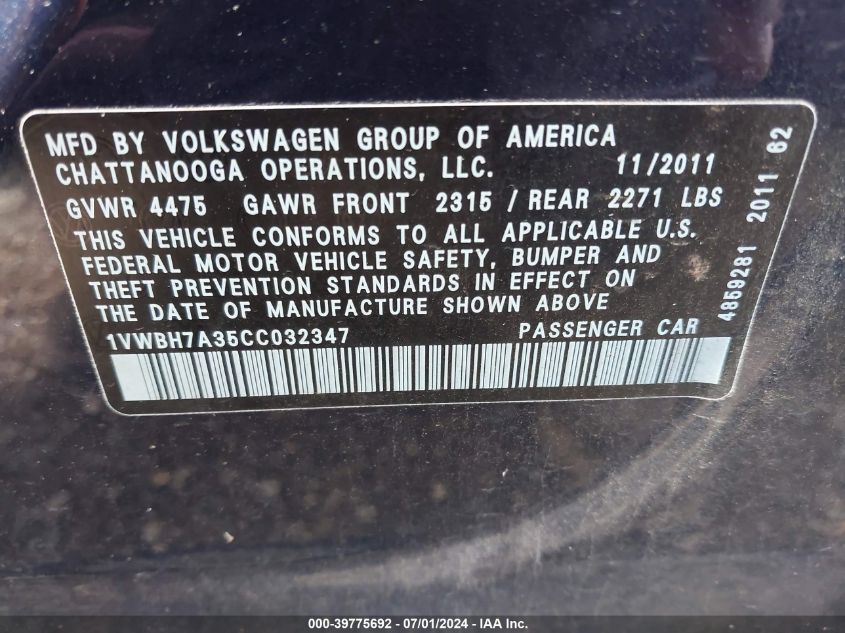 MFD BY VOLKSWAGEN GROUP OF AMERICA
CHATTANOOGA OPERATIONS, LLC. 11/2011
GVWR 4475 GAWR FRONT 2315 / REAR 2271 LBS
THIS VEHICLE CONFORMS TO ALL APPLICABLE U.S.
FEDERAL MOTOR VEHICLE SAFETY, BUMPER AND
THEFT PREVENTION STANDARDS IN EFFECT ON
THE DATE OF MANUFACTURE SHOWN ABOVE
1VWBH7A35CC032347 PASSENGER CAR
4859281 2011 62
000-39775692 - 07/01/2024 - IAA Inc.